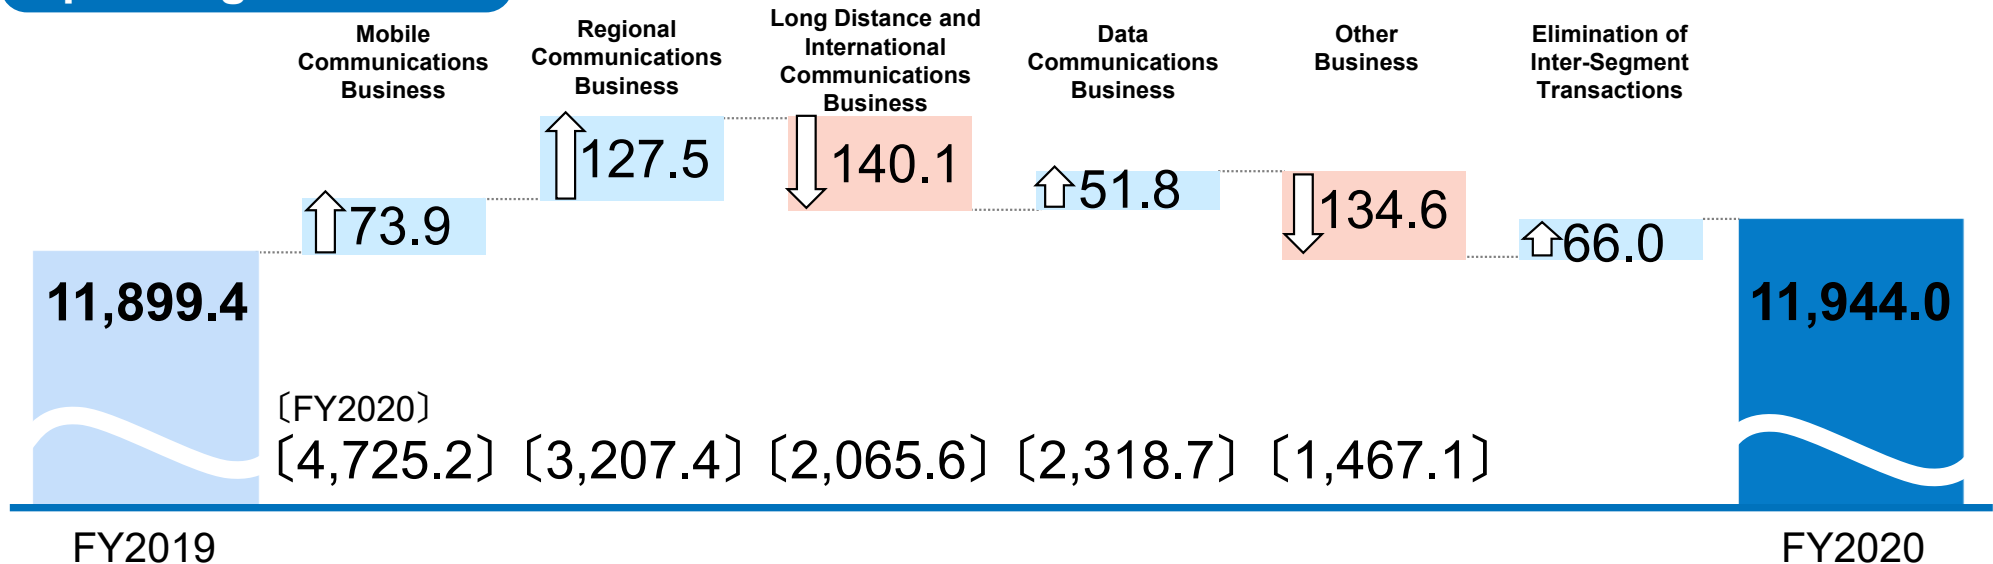 Mobile
Communications
Business
Regional
Communications
Business
Long Distance and
International
Communications
Business
Data
Communications
Business
Other
Business
Elimination of
Inter-Segment
Transactions
11,899.4
73.9
127.5
140.1
51.8
134.6
66.0
11,944.0
〔FY2020〕
〔4,725.2〕 〔3,207.4〕 〔2,065.6〕 〔2,318.7〕 〔1,467.1〕
FY2019
FY2020